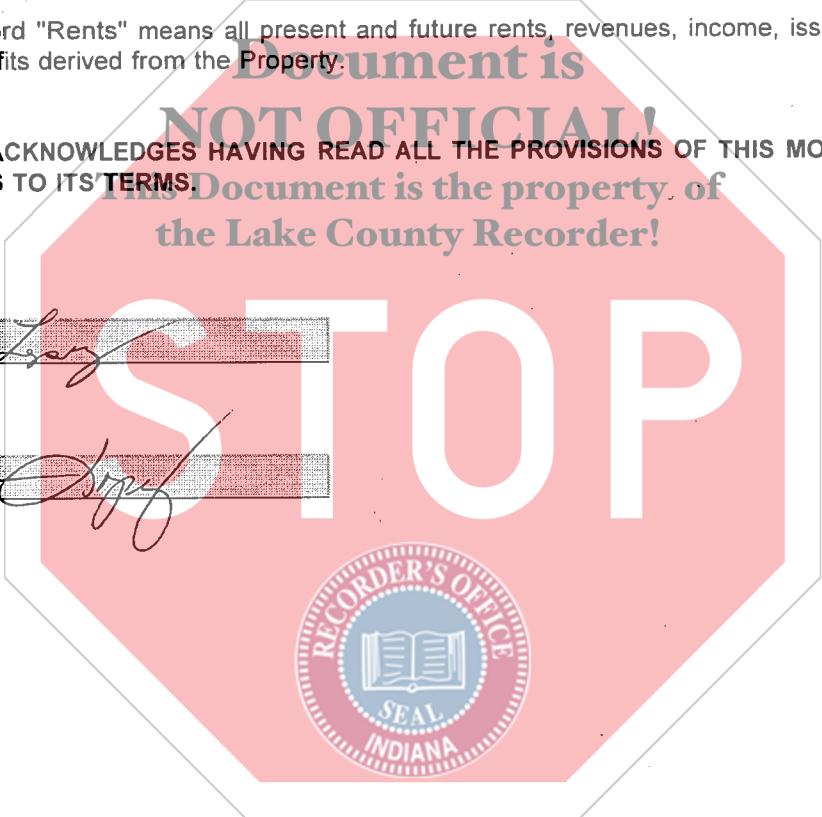 rd "Rents" means all present and future rents, revenues, income, iss
fits derived from the Property.
Document is
NOT OFFICIAL!
ACKNOWLEDGES HAVING READ ALL THE PROVISIONS OF THIS MO
S TO ITS TERMS.
This Document is the property of
the Lake County Recorder!
STOP
RECORDER'S OFFICE
SEAL
INDIANA